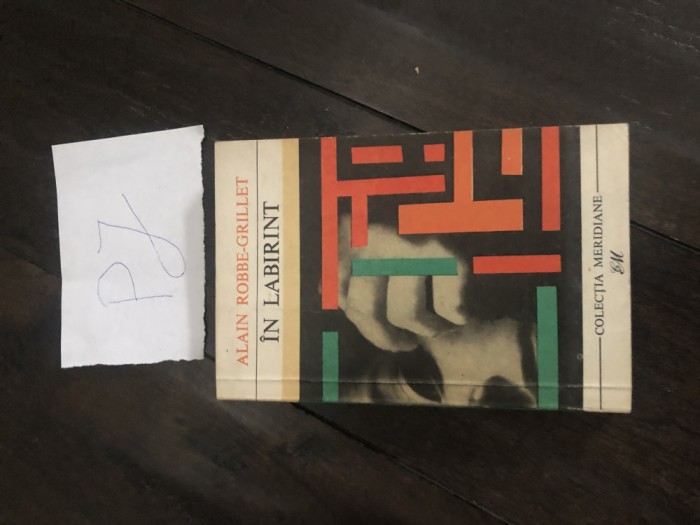 PJ
ALAIN ROBBE-GRILLET
ÎN LABIRINT
COLECȚIA MERIDIANE
EM